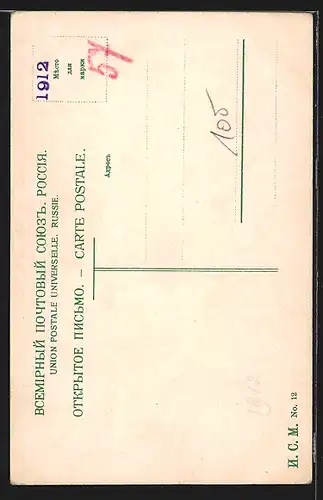 ВСЕМІРНЫЙ ПОЧТОВЫЙ СОЮЗЪ. РОССІЯ.
UNION POSTALE UNIVERSELLE. RUSSIE.
ОТКРЫТОЕ ПИСЬМО. – CARTE POSTALE.
Адресъ
1912
Мѣсто
для
марки
57
105
1912
И. С. М. No. 12